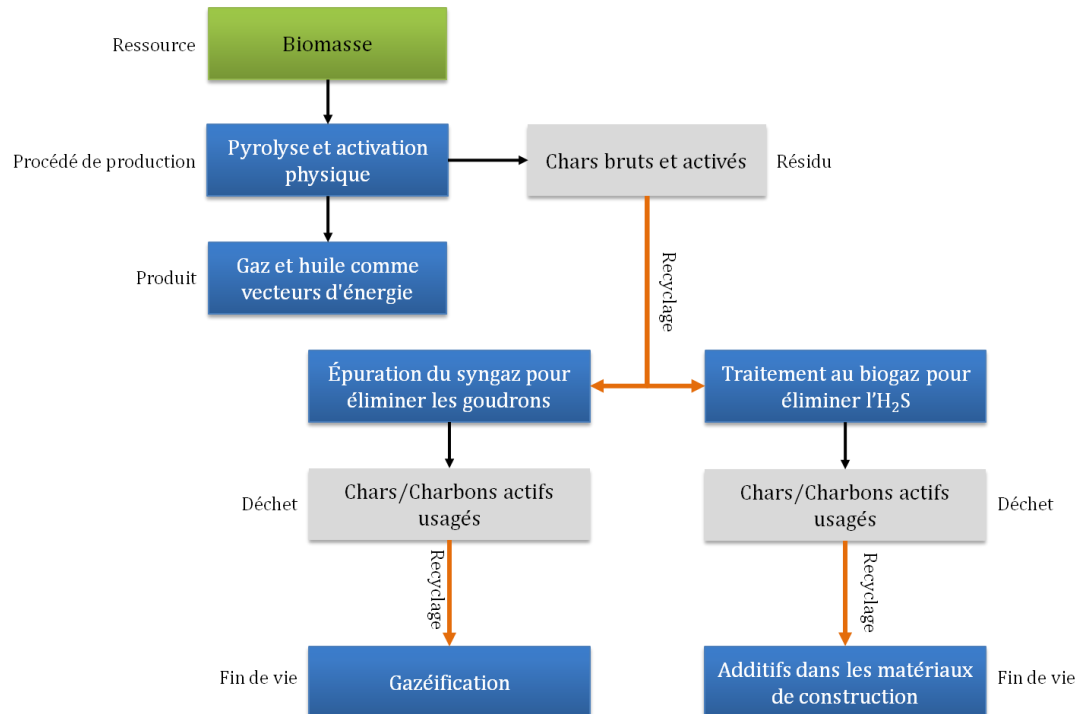 Ressource
Biomasse
Procédé de production
Pyrolyse et activation
physique
Chars bruts et activés
Résidu
Produit
Gaz et huile comme
vecteurs d'énergie
Recyclage
Épuration du syngaz pour
éliminer les goudrons
Traitement au biogaz pour
éliminer l’H₂S
Déchet
Chars/Charbons actifs
usagés
Chars/Charbons actifs
usagés
Déchet
Recyclage
Recyclage
Fin de vie
Gazéification
Additifs dans les matériaux
de construction
Fin de vie